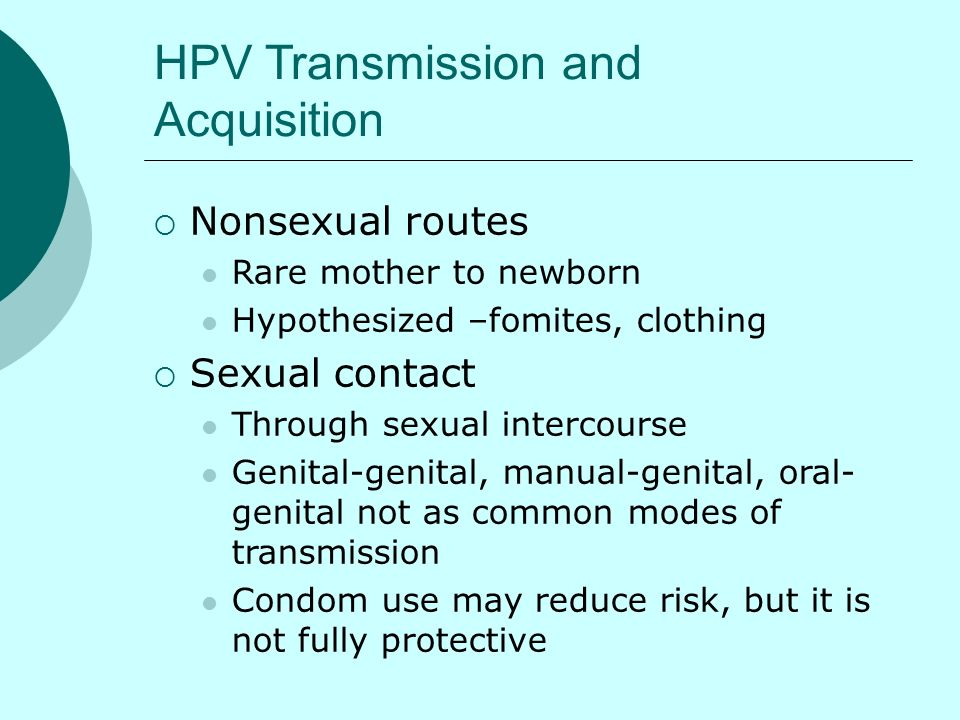 HPV Transmission and
Acquisition
Nonsexual routes
Rare mother to newborn
Hypothesized –fomites, clothing
Sexual contact
Through sexual intercourse
Genital-genital, manual-genital, oral-
genital not as common modes of
transmission
Condom use may reduce risk, but it is
not fully protective